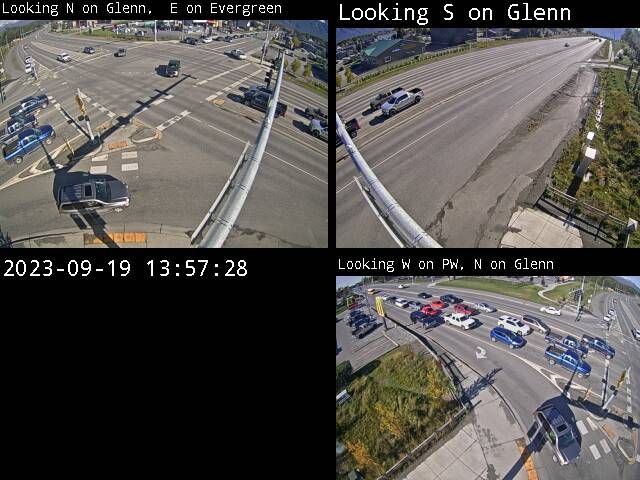 Looking N on Glenn,  E on Evergreen
Looking S on Glenn
2023-09-19 13:57:28
Looking W on PW, N on Glenn